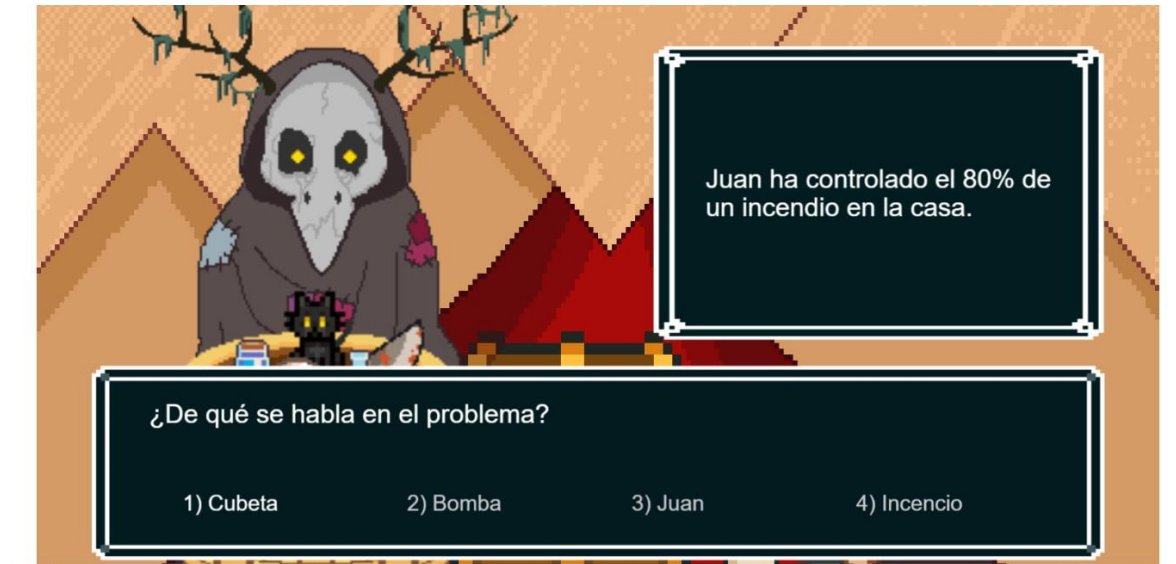 Juan ha controlado el 80% de
un incendio en la casa.
¿De qué se habla en el problema?
1) Cubeta 2) Bomba 3) Juan 4) Incencio